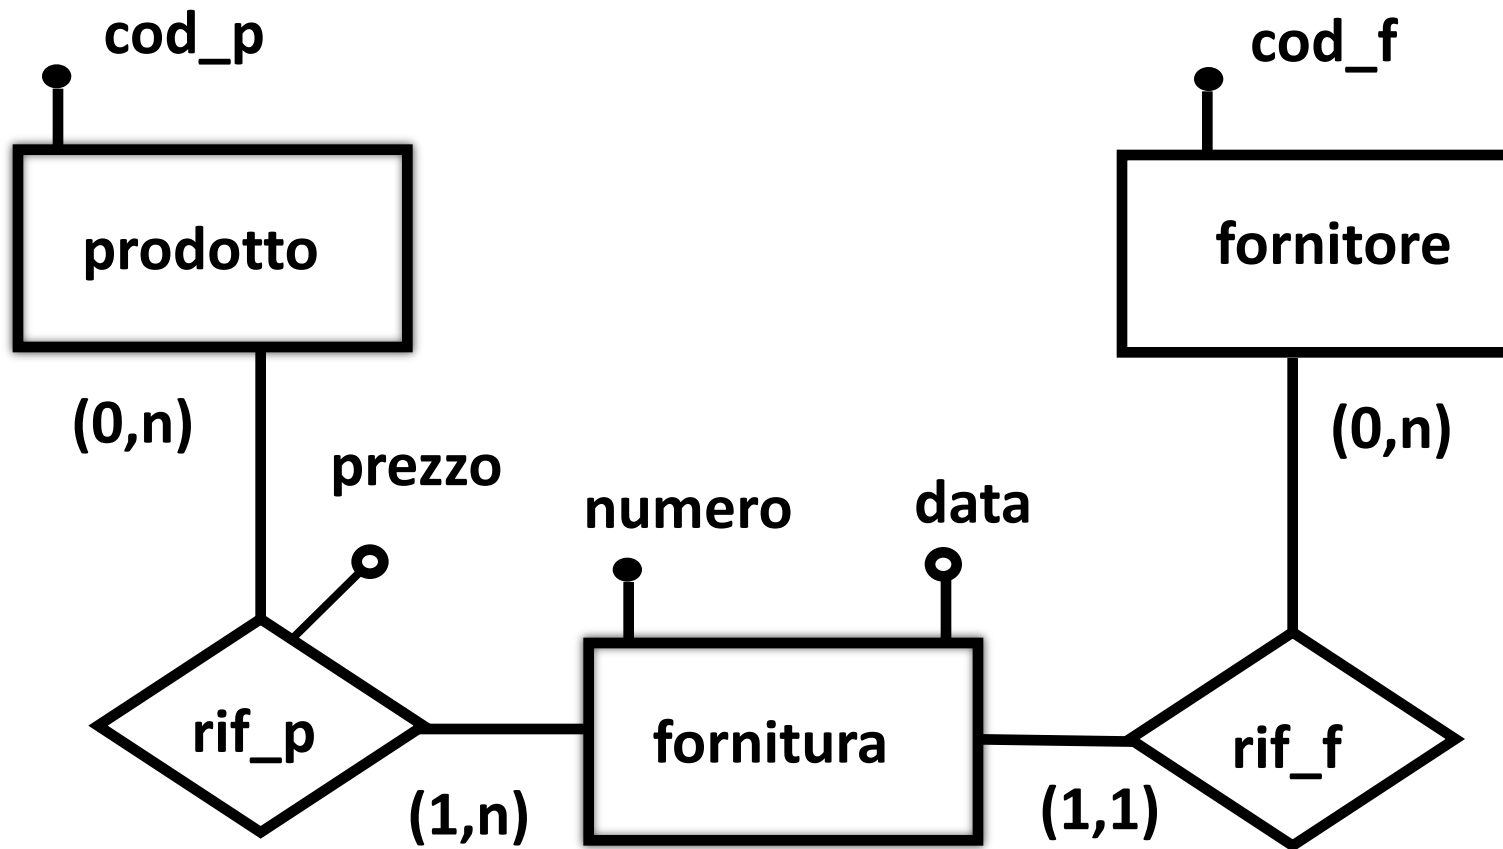 cod_p
cod_f
prodotto
fornitore
(0,n)
(0,n)
prezzo
numero
data
rif_p
fornitura
rif_f
(1,n)
(1,1)